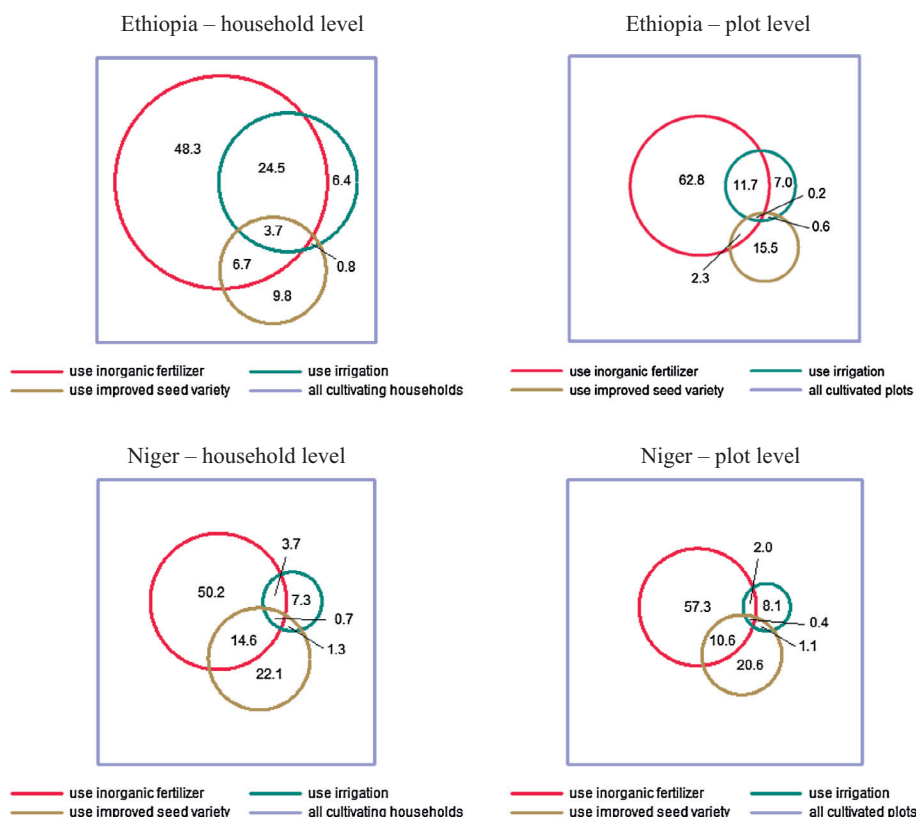 Ethiopia – household level
48.3
24.5
6.4
3.7
6.7
0.8
9.8
use inorganic fertilizer use irrigation
use improved seed variety all cultivating households
Ethiopia – plot level
62.8
11.7
7.0
0.2
0.6
15.5
2.3
use inorganic fertilizer use irrigation
use improved seed variety all cultivated plots
Niger – household level
3.7
50.2
7.3
0.7
14.6
1.3
22.1
use inorganic fertilizer use irrigation
use improved seed variety all cultivating households
Niger – plot level
2.0
57.3
8.1
0.4
10.6
1.1
20.6
use inorganic fertilizer use irrigation
use improved seed variety all cultivated plots